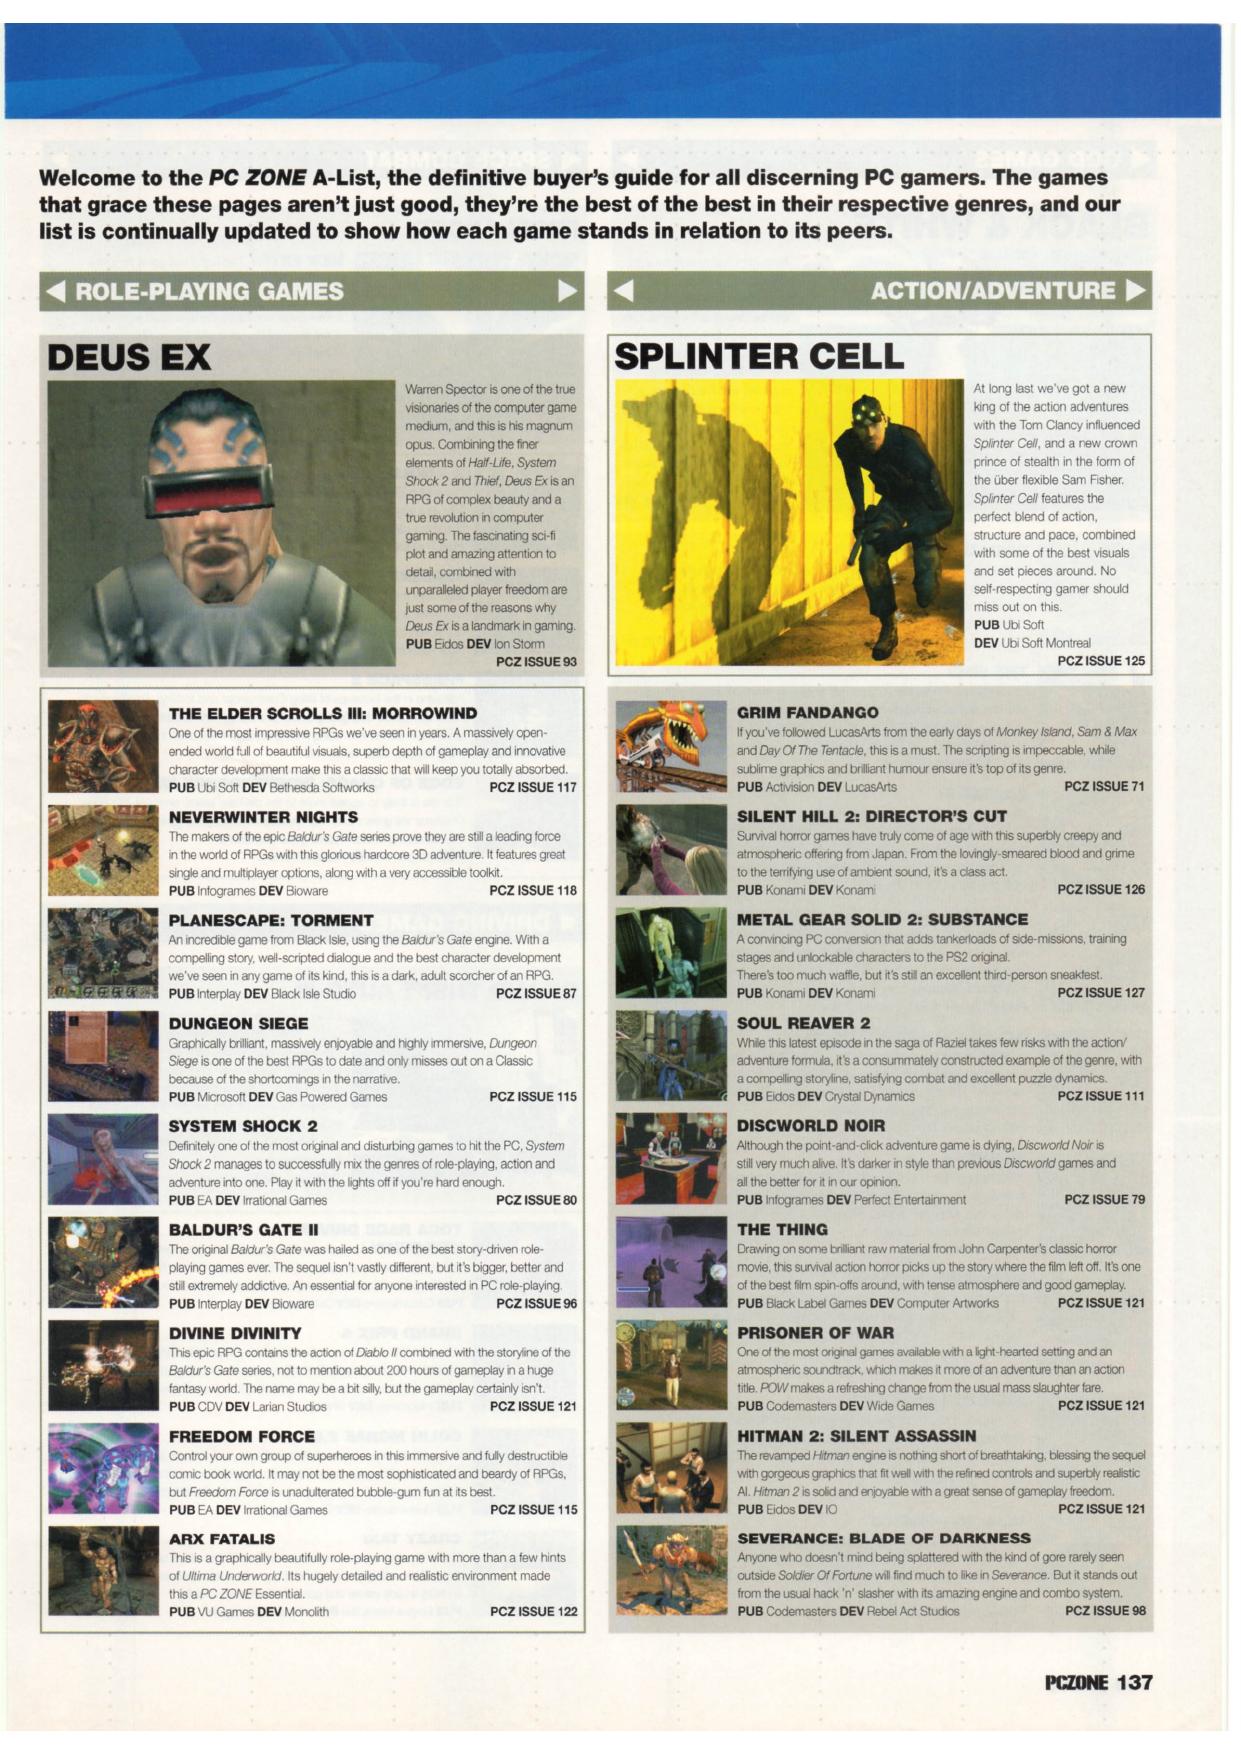 Welcome to the PC ZONE A-List, the definitive buyer's guide for all discerning PC gamers. The games
that grace these pages aren't just good, they're the best of the best in their respective genres, and our
list is continually updated to show how each game stands in relation to its peers.
ROLE-PLAYING GAMES
DEUS EX
Warren Spector is one of the true
visionaries of the computer game
medium, and this is his magnum
opus. Combining the finer
elements of Half-Life, System
Shock 2 and Thief, Deus Ex is an
RPG of complex beauty and a
true revolution in computer
gaming. The fascinating sci-fi
plot and amazing attention to
detail, combined with
unparalleled player freedom are
just some of the reasons why
Deus Ex is a landmark in gaming.
PUB Eidos DEV Ion Storm
PCZ ISSUE 93
THE ELDER SCROLLS III: MORROWIND
One of the most impressive RPGs we've seen in years. A massively open-
ended world full of beautiful visuals, superb depth of gameplay and innovative
character development make this a classic that will keep you totally absorbed.
PUB Ubi Soft DEV Bethesda Softworks PCZ ISSUE 117
NEVERWINTER NIGHTS
The makers of the epic Baldur's Gate series prove they are still a leading force
in the world of RPGs with this glorious hardcore 3D adventure. It features great
single and multiplayer options, along with a very accessible toolkit.
PUB Infogrames DEV Bioware PCZ ISSUE 118
PLANESCAPE: TORMENT
An incredible game from Black Isle, using the Baldur's Gate engine. With a
compelling story, well-scripted dialogue and the best character development
we've seen in any game of its kind, this is a dark, adult scorcher of an RPG.
PUB Interplay DEV Black Isle Studio PCZ ISSUE 87
DUNGEON SIEGE
Graphically brilliant, massively enjoyable and highly immersive, Dungeon
Siege is one of the best RPGs to date and only misses out on a Classic
because of the shortcomings in the narrative.
PUB Microsoft DEV Gas Powered Games PCZ ISSUE 115
SYSTEM SHOCK 2
Definitely one of the most original and disturbing games to hit the PC, System
Shock 2 manages to successfully mix the genres of role-playing, action and
adventure into one. Play it with the lights off if you're hard enough.
PUB EA DEV Irrational Games PCZ ISSUE 80
BALDUR'S GATE II
The original Baldur's Gate was hailed as one of the best story-driven role-
playing games ever. The sequel isn't vastly different, but it's bigger, better and
still extremely addictive. An essential for anyone interested in PC role-playing.
PUB Interplay DEV Bioware PCZ ISSUE 96
DIVINE DIVINITY
This epic RPG contains the action of Diablo II combined with the storyline of the
Baldur's Gate series, not to mention about 200 hours of gameplay in a huge
fantasy world. The name may be a bit silly, but the gameplay certainly isn't.
PUB CDV DEV Larian Studios PCZ ISSUE 121
FREEDOM FORCE
Control your own group of superheroes in this immersive and fully destructible
comic book world. It may not be the most sophisticated and beardy of RPGs,
but Freedom Force is unadulterated bubble-gum fun at its best.
PUB EA DEV Irrational Games PCZ ISSUE 115
ARX FATALIS
This is a graphically beautifully role-playing game with more than a few hints
of Ultima Underworld. Its hugely detailed and realistic environment made
this a PC ZONE Essential.
PUB VU Games DEV Monolith PCZ ISSUE 122
ACTION/ADVENTURE
SPLINTER CELL
At long last we've got a new
king of the action adventures
with the Tom Clancy influenced
Splinter Cell, and a new crown
prince of stealth in the form of
the über flexible Sam Fisher.
Splinter Cell features the
perfect blend of action,
structure and pace, combined
with some of the best visuals
and set pieces around. No
self-respecting gamer should
miss out on this.
PUB Ubi Soft
DEV Ubi Soft Montreal
PCZ ISSUE 125
GRIM FANDANGO
If you've followed LucasArts from the early days of Monkey Island, Sam & Max
and Day Of The Tentacle, this is a must. The scripting is impeccable, while
sublime graphics and brilliant humour ensure it's top of its genre.
PUB Activision DEV LucasArts PCZ ISSUE 71
SILENT HILL 2: DIRECTOR'S CUT
Survival horror games have truly come of age with this superbly creepy and
atmospheric offering from Japan. From the lovingly-smeared blood and grime
to the terrifying use of ambient sound, it's a class act.
PUB Konami DEV Konami PCZ ISSUE 126
METAL GEAR SOLID 2: SUBSTANCE
A convincing PC conversion that adds tankerloads of side-missions, training
stages and unlockable characters to the PS2 original.
There's too much waffle, but it's still an excellent third-person sneakfest.
PUB Konami DEV Konami PCZ ISSUE 127
SOUL REAVER 2
While this latest episode in the saga of Raziel takes few risks with the action/
adventure formula, it's a consummately constructed example of the genre, with
a compelling storyline, satisfying combat and excellent puzzle dynamics.
PUB Eidos DEV Crystal Dynamics PCZ ISSUE 111
DISCWORLD NOIR
Although the point-and-click adventure game is dying, Discworld Noir is
still very much alive. It's darker in style than previous Discworld games and
all the better for it in our opinion.
PUB Infogrames DEV Perfect Entertainment PCZ ISSUE 79
THE THING
Drawing on some brilliant raw material from John Carpenter's classic horror
movie, this survival action horror picks up the story where the film left off. It's one
of the best film spin-offs around, with tense atmosphere and good gameplay.
PUB Black Label Games DEV Computer Artworks PCZ ISSUE 121
PRISONER OF WAR
One of the most original games available with a light-hearted setting and an
atmospheric soundtrack, which makes it more of an adventure than an action
title. POW makes a refreshing change from the usual mass slaughter fare.
PUB Codemasters DEV Wide Games PCZ ISSUE 121
HITMAN 2: SILENT ASSASSIN
The revamped Hitman engine is nothing short of breathtaking, blessing the sequel
with gorgeous graphics that fit well with the refined controls and superbly realistic
AI. Hitman 2 is solid and enjoyable with a great sense of gameplay freedom.
PUB Eidos DEV IO PCZ ISSUE 121
SEVERANCE: BLADE OF DARKNESS
Anyone who doesn't mind being splattered with the kind of gore rarely seen
outside Soldier Of Fortune will find much to like in Severance. But it stands out
from the usual hack 'n' slasher with its amazing engine and combo system.
PUB Codemasters DEV Rebel Act Studios PCZ ISSUE 98
PCZONE 137